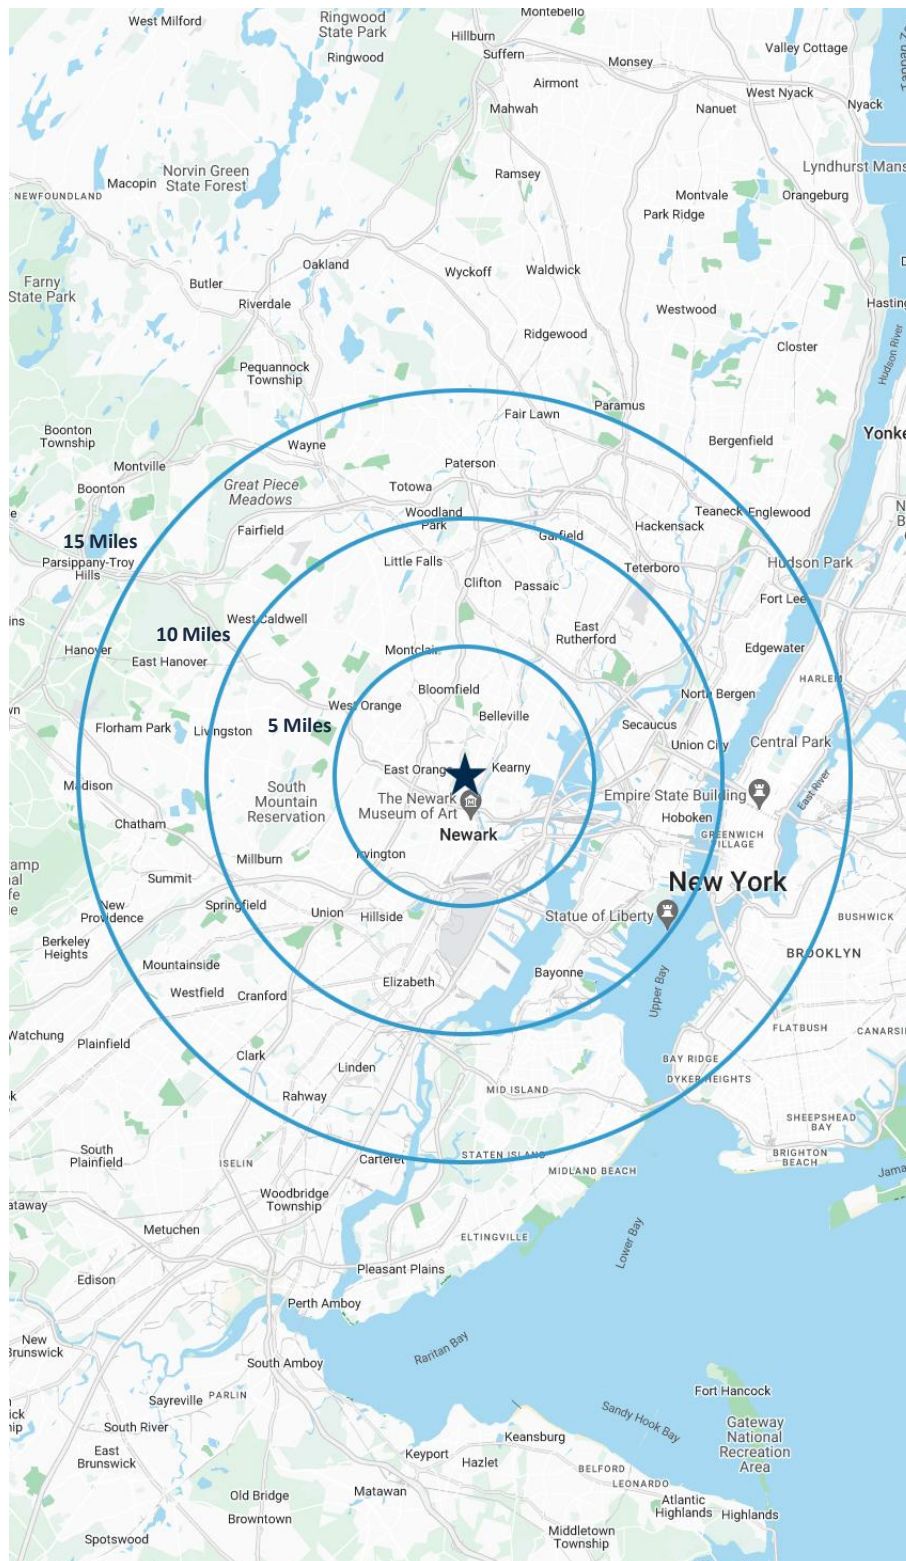 Montebello
Ringwood
State Park
West Milford
Hillburn
Valley Cottage
Suffern
Ringwood
Monsey
Airmont
West Nyack
Mahwah
Nanuet
Nyack
Norvin Green
State Forest
Lyndhurst Mans
Ramsey
Macopin
NEWFOUNDLAND
Montvale
Orangeburg
Park Ridge
Oakland
Wyckoff
Waldwick
Farny
State Park
Butler
Riverdale
Hasting
Westwood
Ridgewood
Closter
Hudson River
Pequannock
Township
Fair Lawn
Paramus
Boonton
Township
Wayne
Bergenfield
Yonke
Montville
Paterson
Boonton
Great Piece
Meadows
Totowa
Woodland
Park
Teaneck
Englewood
Fairfield
Hackensack
Garfield
15 Miles
Parsippany-Troy
Hills
Little Falls
Teterboro
Hudson Park
Clifton
Passaic
Fort Lee
West Caldwell
10 Miles
East
Rutherford
Hanover
East Hanover
Montclair
Edgewater
HARLEM
Bloomfield
North Bergen
West Orange
Belleville
5 Miles
Florham Park
Livingston
Secaucus
Union City
Central Park
East Orange
Kearny
Madison
South
Mountain
Reservation
The Newark
Museum of Art
Empire State Building
East River
Chatham
Newark
Hoboken
GREENWICH
VILLAGE
Irvington
Millburn
Summit
New York
New
Providence
Springfield
Union
Hillside
Statue of Liberty
BUSHWICK
Berkeley
Heights
BROOKLYN
Mountainside
Bayonne
Upper Bay
Elizabeth
Westfield
Cranford
Watchung
Plainfield
FLATBUSH
CANARSI
Clark
BAY RIDGE
Linden
DYKER HEIGHTS
MID ISLAND
Rahway
SHEEPSHEAD
BAY
South
Plainfield
ISELIN
Carteret
STATEN ISLAND
MIDLAND BEACH
BRIGHTON
BEACH
Jama
Woodbridge
Township
ataway
Metuchen
ELTINGVILLE
Lower Bay
Edison
Pleasant Plains
Perth Amboy
New
Brunswick
Raritan Bay
South Amboy
Fort Hancock
Sayreville
PARLIN
Sandy Hook Bay
Gateway
National
Recreation
Area
South River
Keansburg
East
Brunswick
Keyport
Hazlet
BELFORD
LEONARDO
Matawan
Old Bridge
Browntown
Atlantic
Highlands
Highlands
Spotswood
Middletown
Township